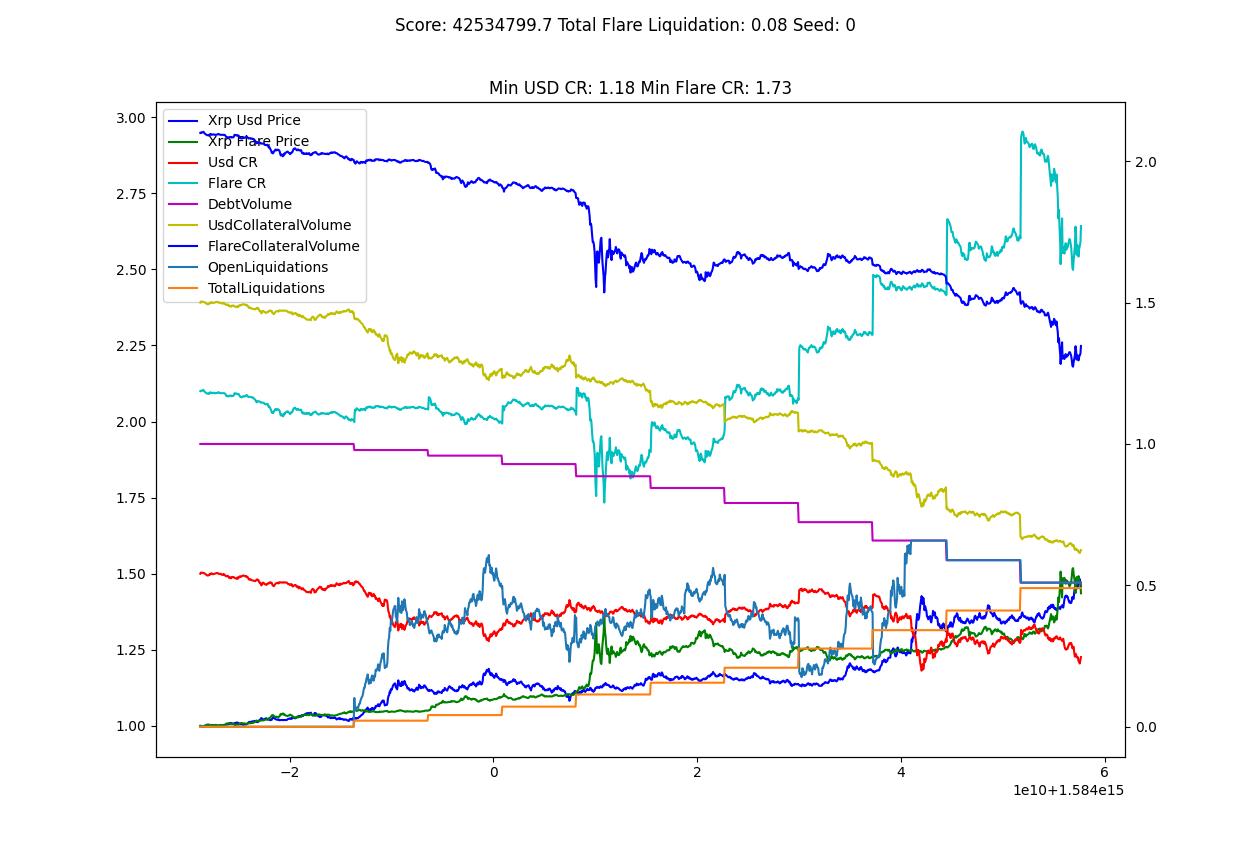 Score: 42534799.7 Total Flare Liquidation: 0.08 Seed: 0
Min USD CR: 1.18 Min Flare CR: 1.73
Xrp Usd Price
Xrp Flare Price
Usd CR
Flare CR
DebtVolume
UsdCollateralVolume
FlareCollateralVolume
OpenLiquidations
TotalLiquidations
3.00
2.75
2.50
2.25
2.00
1.75
1.50
1.25
1.00
2.0
1.5
1.0
0.5
0.0
−2 0 2 4 6
1e10+1.584e15